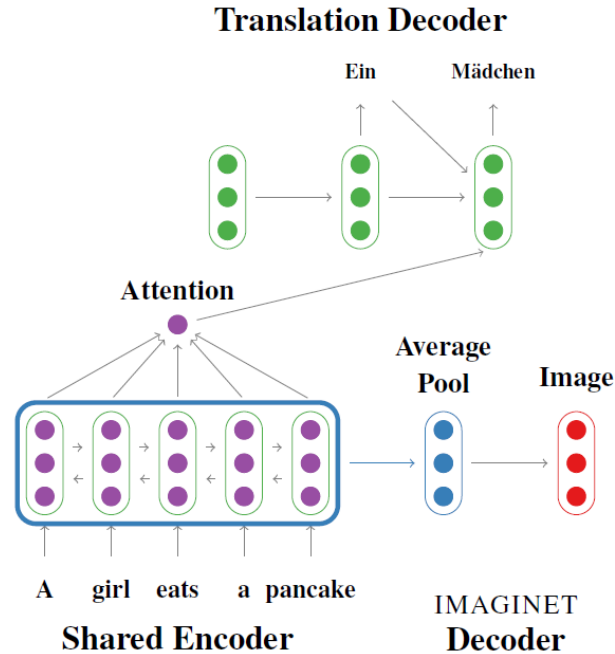 Translation Decoder
Ein Mädchen
Attention
Average
Pool
Image
A girl eats a pancake
Shared Encoder
IMAGINET
Decoder